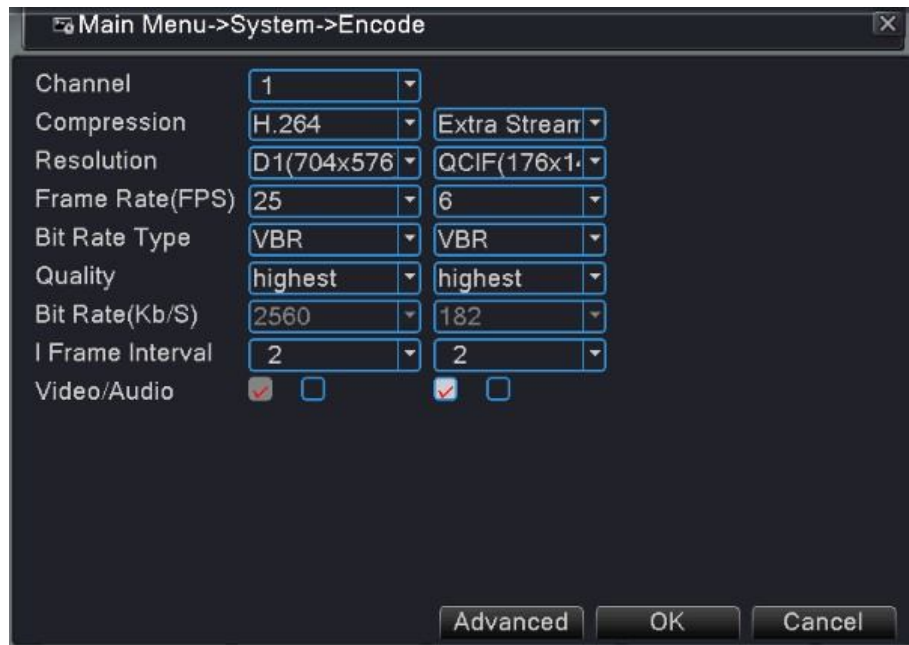 Main Menu->System->Encode
Channel 1
Compression H.264 Extra Stream
Resolution D1(704x576 QCIF(176x1
Frame Rate(FPS) 25 6
Bit Rate Type VBR VBR
Quality highest highest
Bit Rate(Kb/S) 2560 182
I Frame Interval 2 2
Video/Audio
Advanced OK Cancel